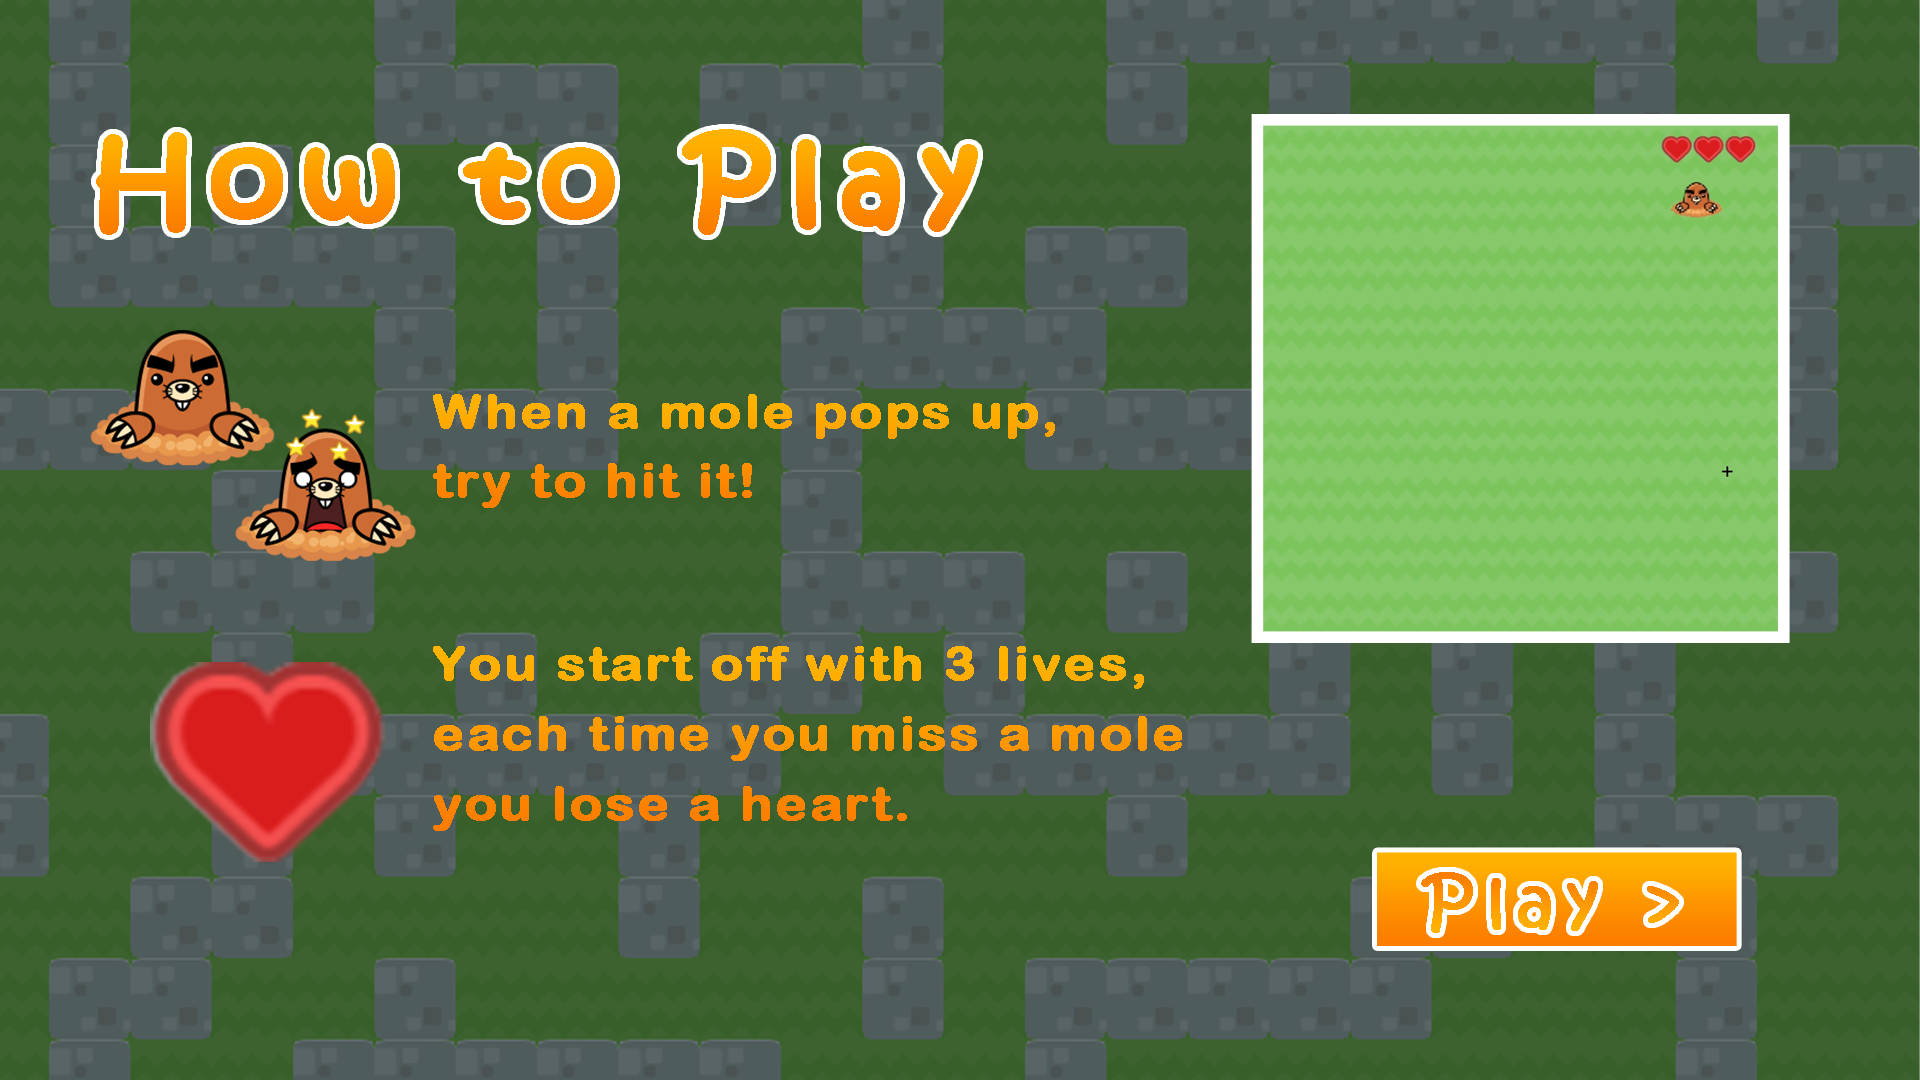 How to Play
When a mole pops up,
try to hit it!
You start off with 3 lives,
each time you miss a mole
you lose a heart.
Play >